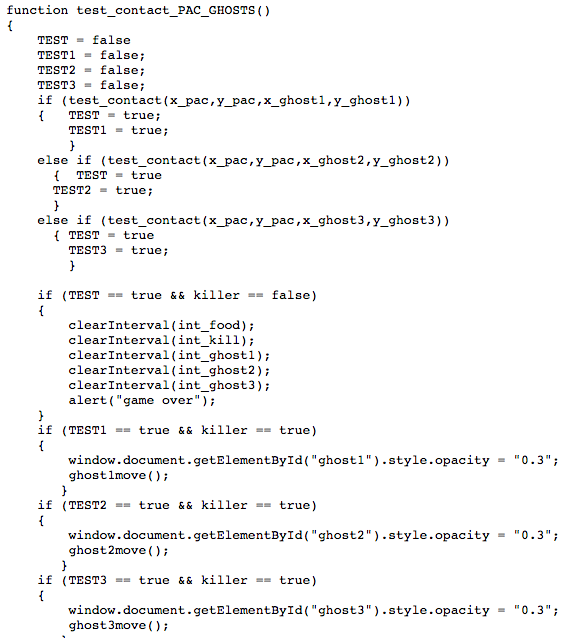 function test_contact_PAC_GHOSTS()
{
    TEST = false
    TEST1 = false;
    TEST2 = false;
    TEST3 = false;
    if (test_contact(x_pac,y_pac,x_ghost1,y_ghost1))
    {   TEST = true;
        TEST1 = true;
        }
    else if (test_contact(x_pac,y_pac,x_ghost2,y_ghost2))
      {  TEST = true
      TEST2 = true;
      }
    else if (test_contact(x_pac,y_pac,x_ghost3,y_ghost3))
      { TEST = true
        TEST3 = true;
        }

    if (TEST == true && killer == false)
    {
        clearInterval(int_food);
        clearInterval(int_kill);
        clearInterval(int_ghost1);
        clearInterval(int_ghost2);
        clearInterval(int_ghost3);
        alert("game over");
    }
    if (TEST1 == true && killer == true)
    {
        window.document.getElementById("ghost1").style.opacity = "0.3";
        ghost1move();
       }
    if (TEST2 == true && killer == true)
    {
        window.document.getElementById("ghost2").style.opacity = "0.3";
        ghost2move();
       }
    if (TEST3 == true && killer == true)
    {
        window.document.getElementById("ghost3").style.opacity = "0.3";
        ghost3move();